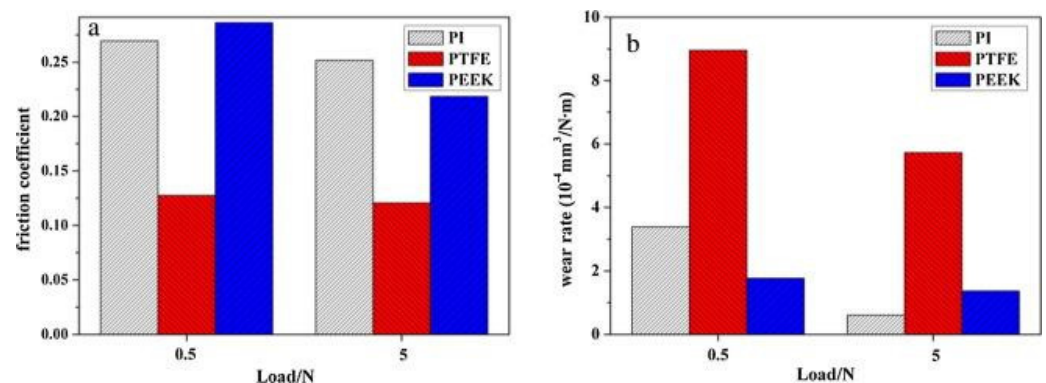 a
PI
PTFE
PEEK
0.25
0.20
0.15
0.10
0.05
0.00
friction coefficient
0.5
5
Load/N
b
PI
PTFE
PEEK
10
8
6
4
2
0
wear rate (10⁻⁴mm³/N·m)
0.5
5
Load/N